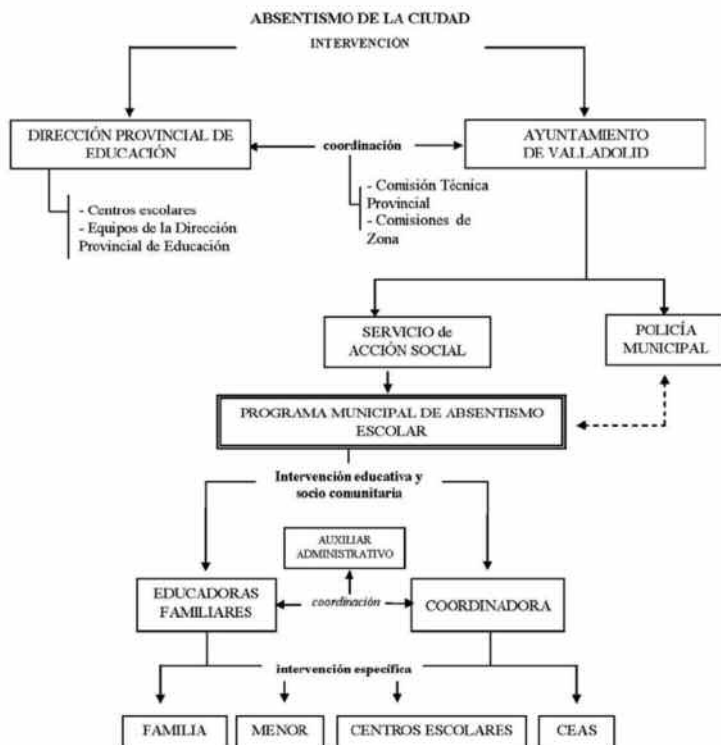 ABSENTISMO DE LA CIUDAD
INTERVENCIÓN
DIRECCIÓN PROVINCIAL DE
EDUCACIÓN
coordinación
AYUNTAMIENTO
DE VALLADOLID
- Centros escolares
- Equipos de la Dirección
Provincial de Educación
- Comisión Técnica
Provincial
- Comisiones de
Zona
SERVICIO de
ACCIÓN SOCIAL
POLICÍA
MUNICIPAL
PROGRAMA MUNICIPAL DE ABSENTISMO
ESCOLAR
Intervención educativa y
socio comunitaria
AUXILIAR
ADMINISTRATIVO
EDUCADORAS
FAMILIARES
coordinación
COORDINADORA
intervención específica
FAMILIA
MENOR
CENTROS ESCOLARES
CEAS